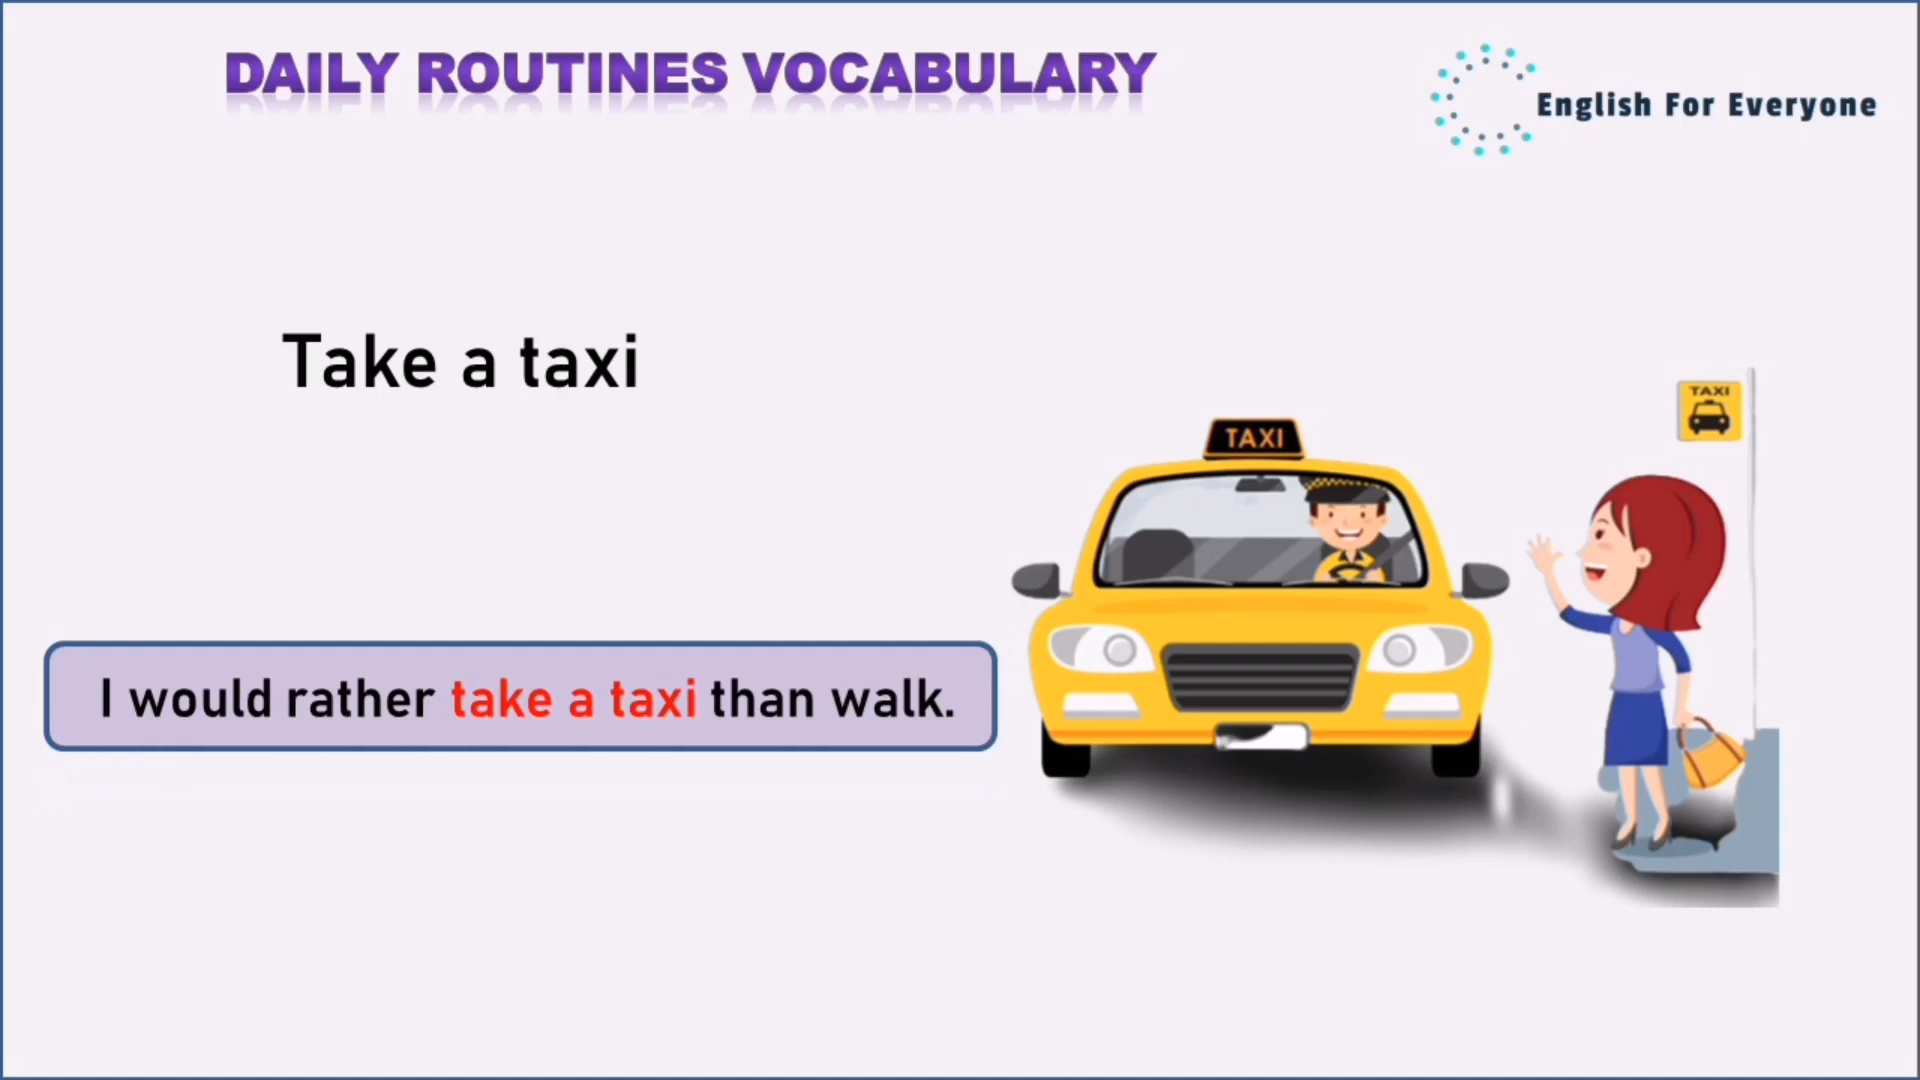 DAILY ROUTINES VOCABULARY
English For Everyone
Take a taxi
TAXI
TAXI
I would rather take a taxi than walk.